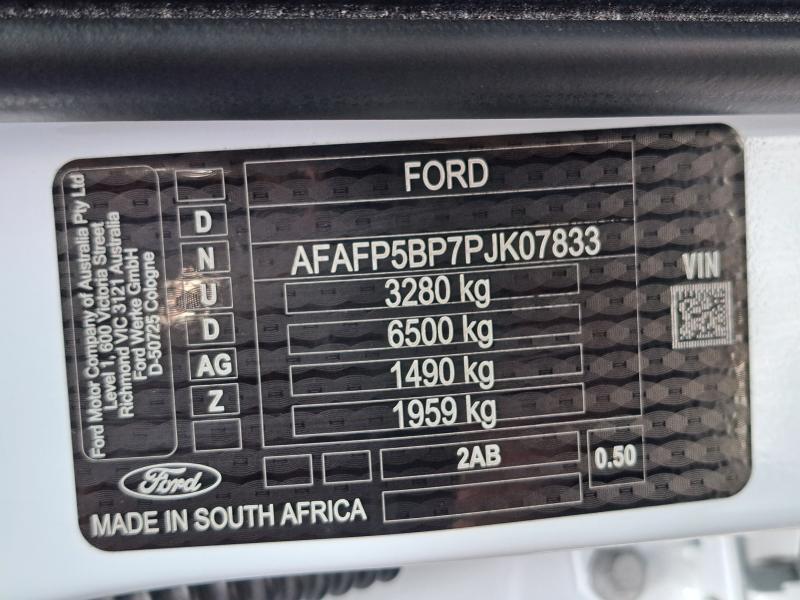 Ford Motor Company of Australia Pty Ltd
Level 1, 600 Victoria Street
Richmond VIC 3121 Australia
Ford Werke GmbH
D-50725 Cologne
D
N
U
D
AG
Z
FORD
AFAFP5BP7PJK07833
3280 kg
6500 kg
1490 kg
1959 kg
2AB
0.50
VIN
Ford
MADE IN SOUTH AFRICA